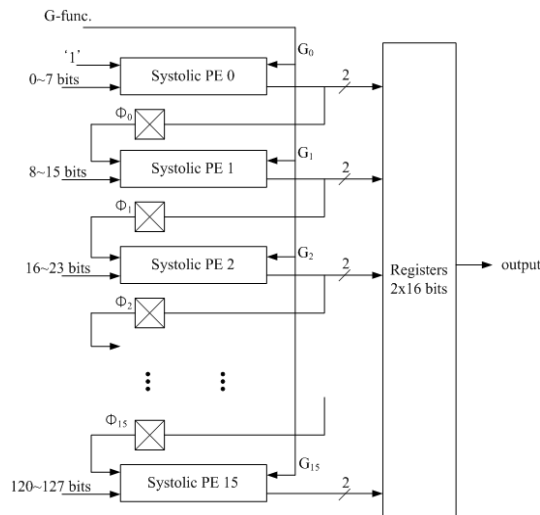 G-func.
G0
'1'
0~7 bits
Systolic PE 0
2
Φ0
G1
8~15 bits
Systolic PE 1
2
Φ1
G2
16~23 bits
Systolic PE 2
2
Registers
2x16 bits
output
Φ2
Φ15
G15
120~127 bits
Systolic PE 15
2